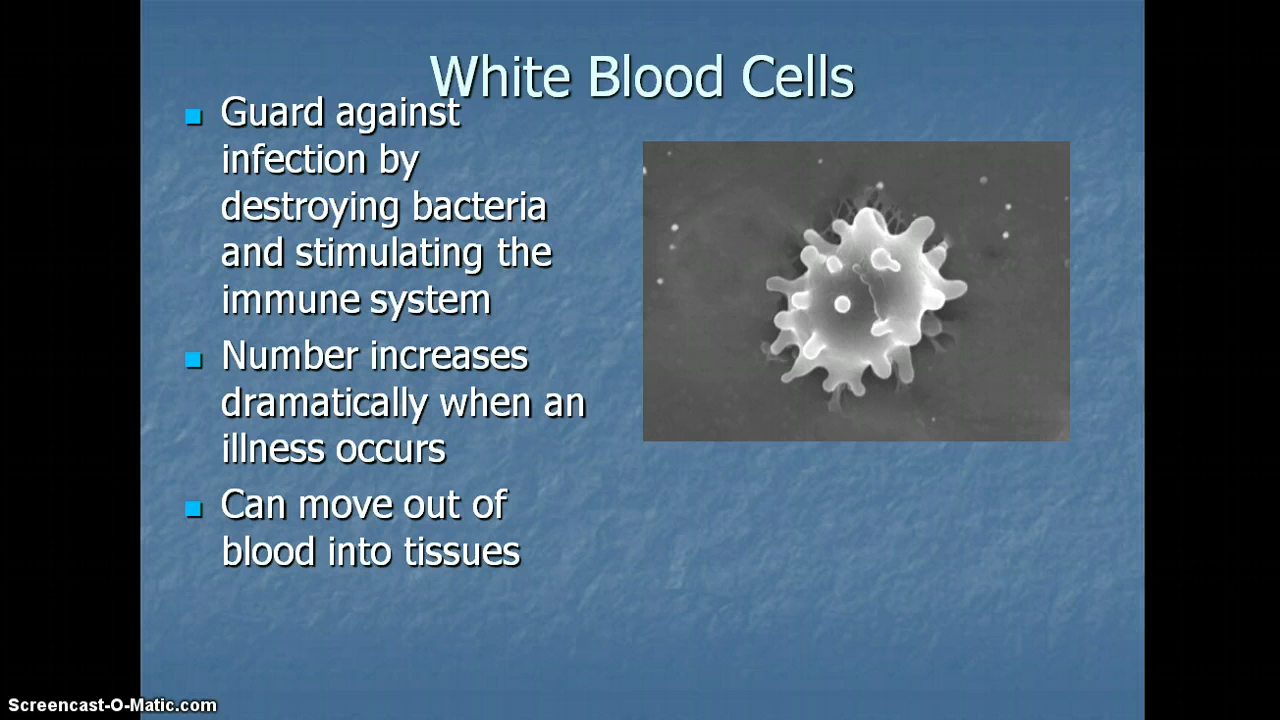 White Blood Cells
Guard against
infection by
destroying bacteria
and stimulating the
immune system
Number increases
dramatically when an
illness occurs
Can move out of
blood into tissues
Screencast-O-Matic.com